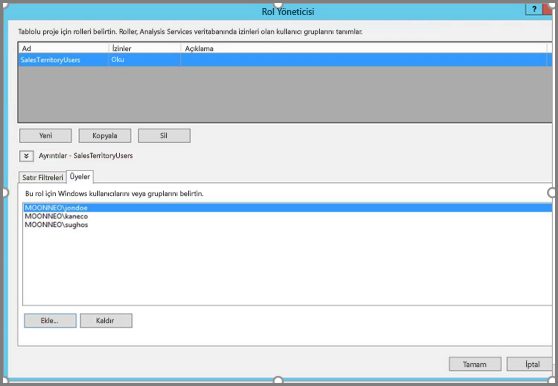 Rol Yöneticisi
?
Tablolu proje için rolleri belirtin. Roller, Analysis Services veritabanında izinleri olan kullanıcı gruplarını tanımlar.
Ad İzinler Açıklama
SalesTerritoryUsers Oku
Yeni Kopyala Sil
Ayrıntılar - SalesTerritoryUsers
Satır Filtreleri Üyeler
Bu rol için Windows kullanıcılarını veya gruplarını belirtin.
MOONNEO\jondoe
MOONNEO\kaneco
MOONNEO\sughos
Ekle... Kaldır
Tamam İptal